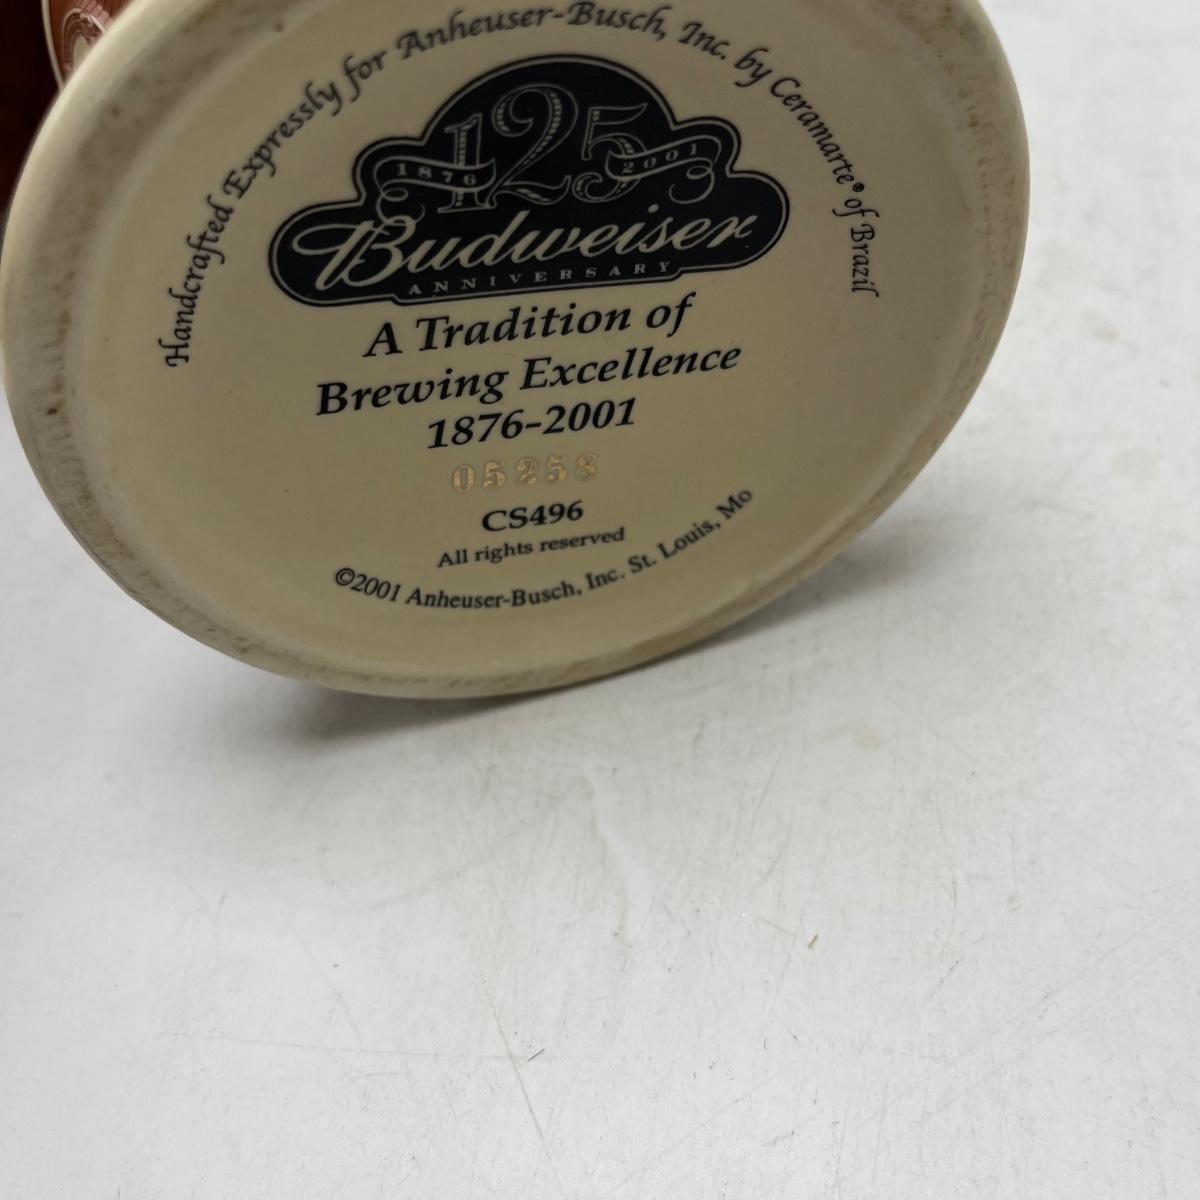 Handcrafted Expressly for Anheuser-Busch, Inc. by Ceramarte® of Brazil
125
1876 2001
Budweiser
ANNIVERSARY
A Tradition of
Brewing Excellence
1876-2001
05258
CS496
All rights reserved
©2001 Anheuser-Busch, Inc. St. Louis, Mo